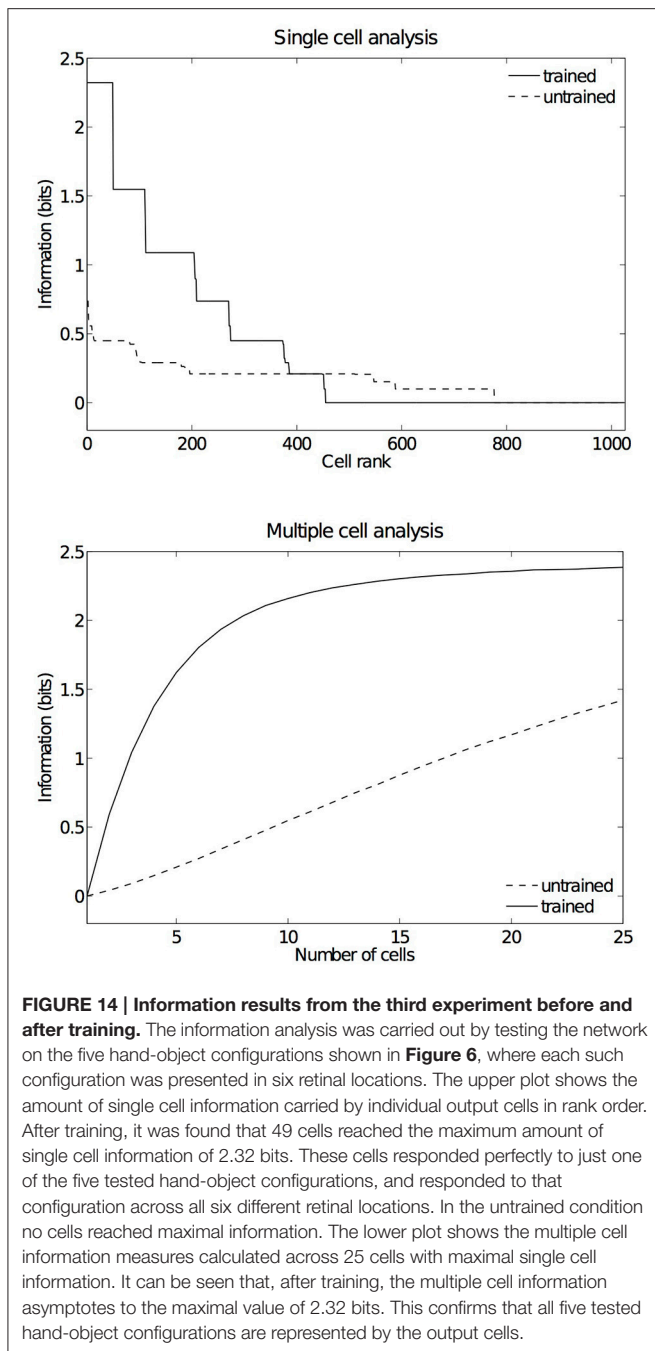 Single cell analysis
2.5
2
1.5
1
0.5
0
Information (bits)
trained
untrained
0 200 400 600 800 1000
Cell rank
Multiple cell analysis
2.5
2
1.5
1
0.5
0
Information (bits)
untrained
trained
5 10 15 20 25
Number of cells
FIGURE 14 | Information results from the third experiment before and
after training. The information analysis was carried out by testing the network
on the five hand-object configurations shown in Figure 6, where each such
configuration was presented in six retinal locations. The upper plot shows the
amount of single cell information carried by individual output cells in rank order.
After training, it was found that 49 cells reached the maximum amount of
single cell information of 2.32 bits. These cells responded perfectly to just one
of the five tested hand-object configurations, and responded to that
configuration across all six different retinal locations. In the untrained condition
no cells reached maximal information. The lower plot shows the multiple cell
information measures calculated across 25 cells with maximal single cell
information. It can be seen that, after training, the multiple cell information
asymptotes to the maximal value of 2.32 bits. This confirms that all five tested
hand-object configurations are represented by the output cells.